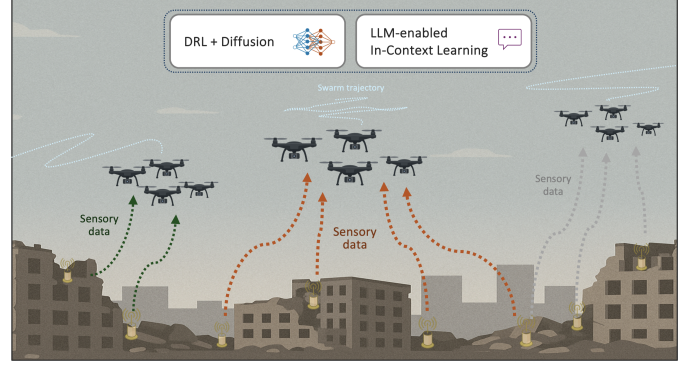 DRL + Diffusion
LLM-enabled
In-Context Learning
Swarm trajectory
Sensory
data
Sensory
data
Sensory
data